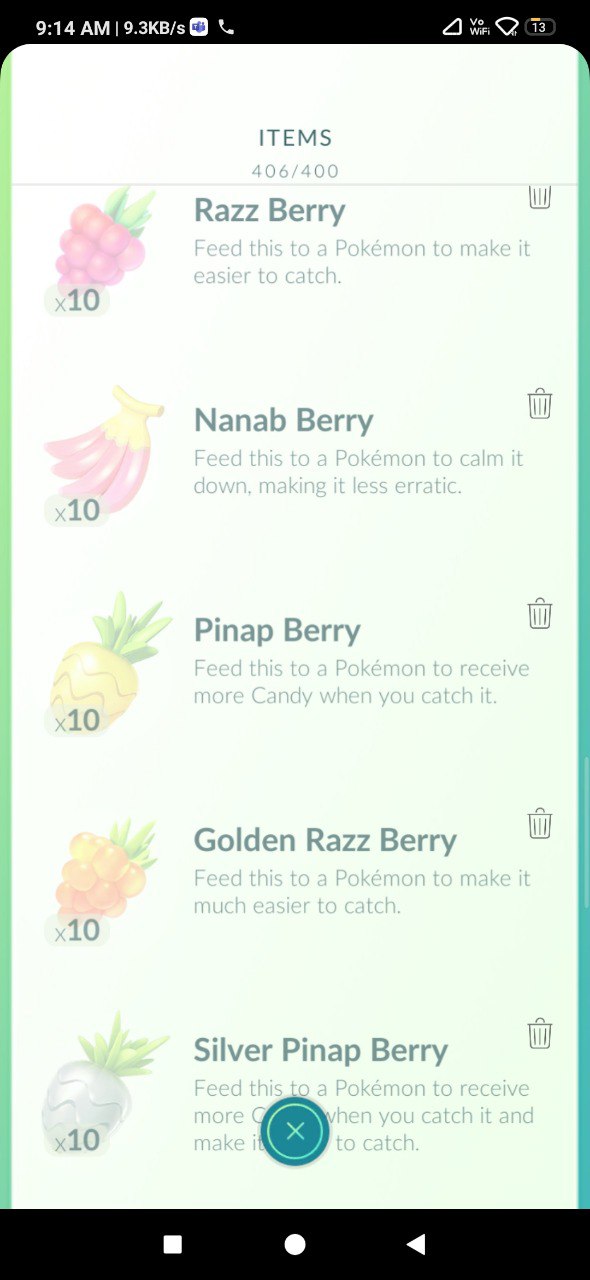 9:14 AM | 9.3KB/s
Vo
WiFi
13
ITEMS
406/400
Razz Berry
Feed this to a Pokémon to make it
easier to catch.
x10
Nanab Berry
Feed this to a Pokémon to calm it
down, making it less erratic.
x10
Pinap Berry
Feed this to a Pokémon to receive
more Candy when you catch it.
x10
Golden Razz Berry
Feed this to a Pokémon to make it
much easier to catch.
x10
Silver Pinap Berry
Feed this to a Pokémon to receive
more when you catch it and
make it to catch.
x10